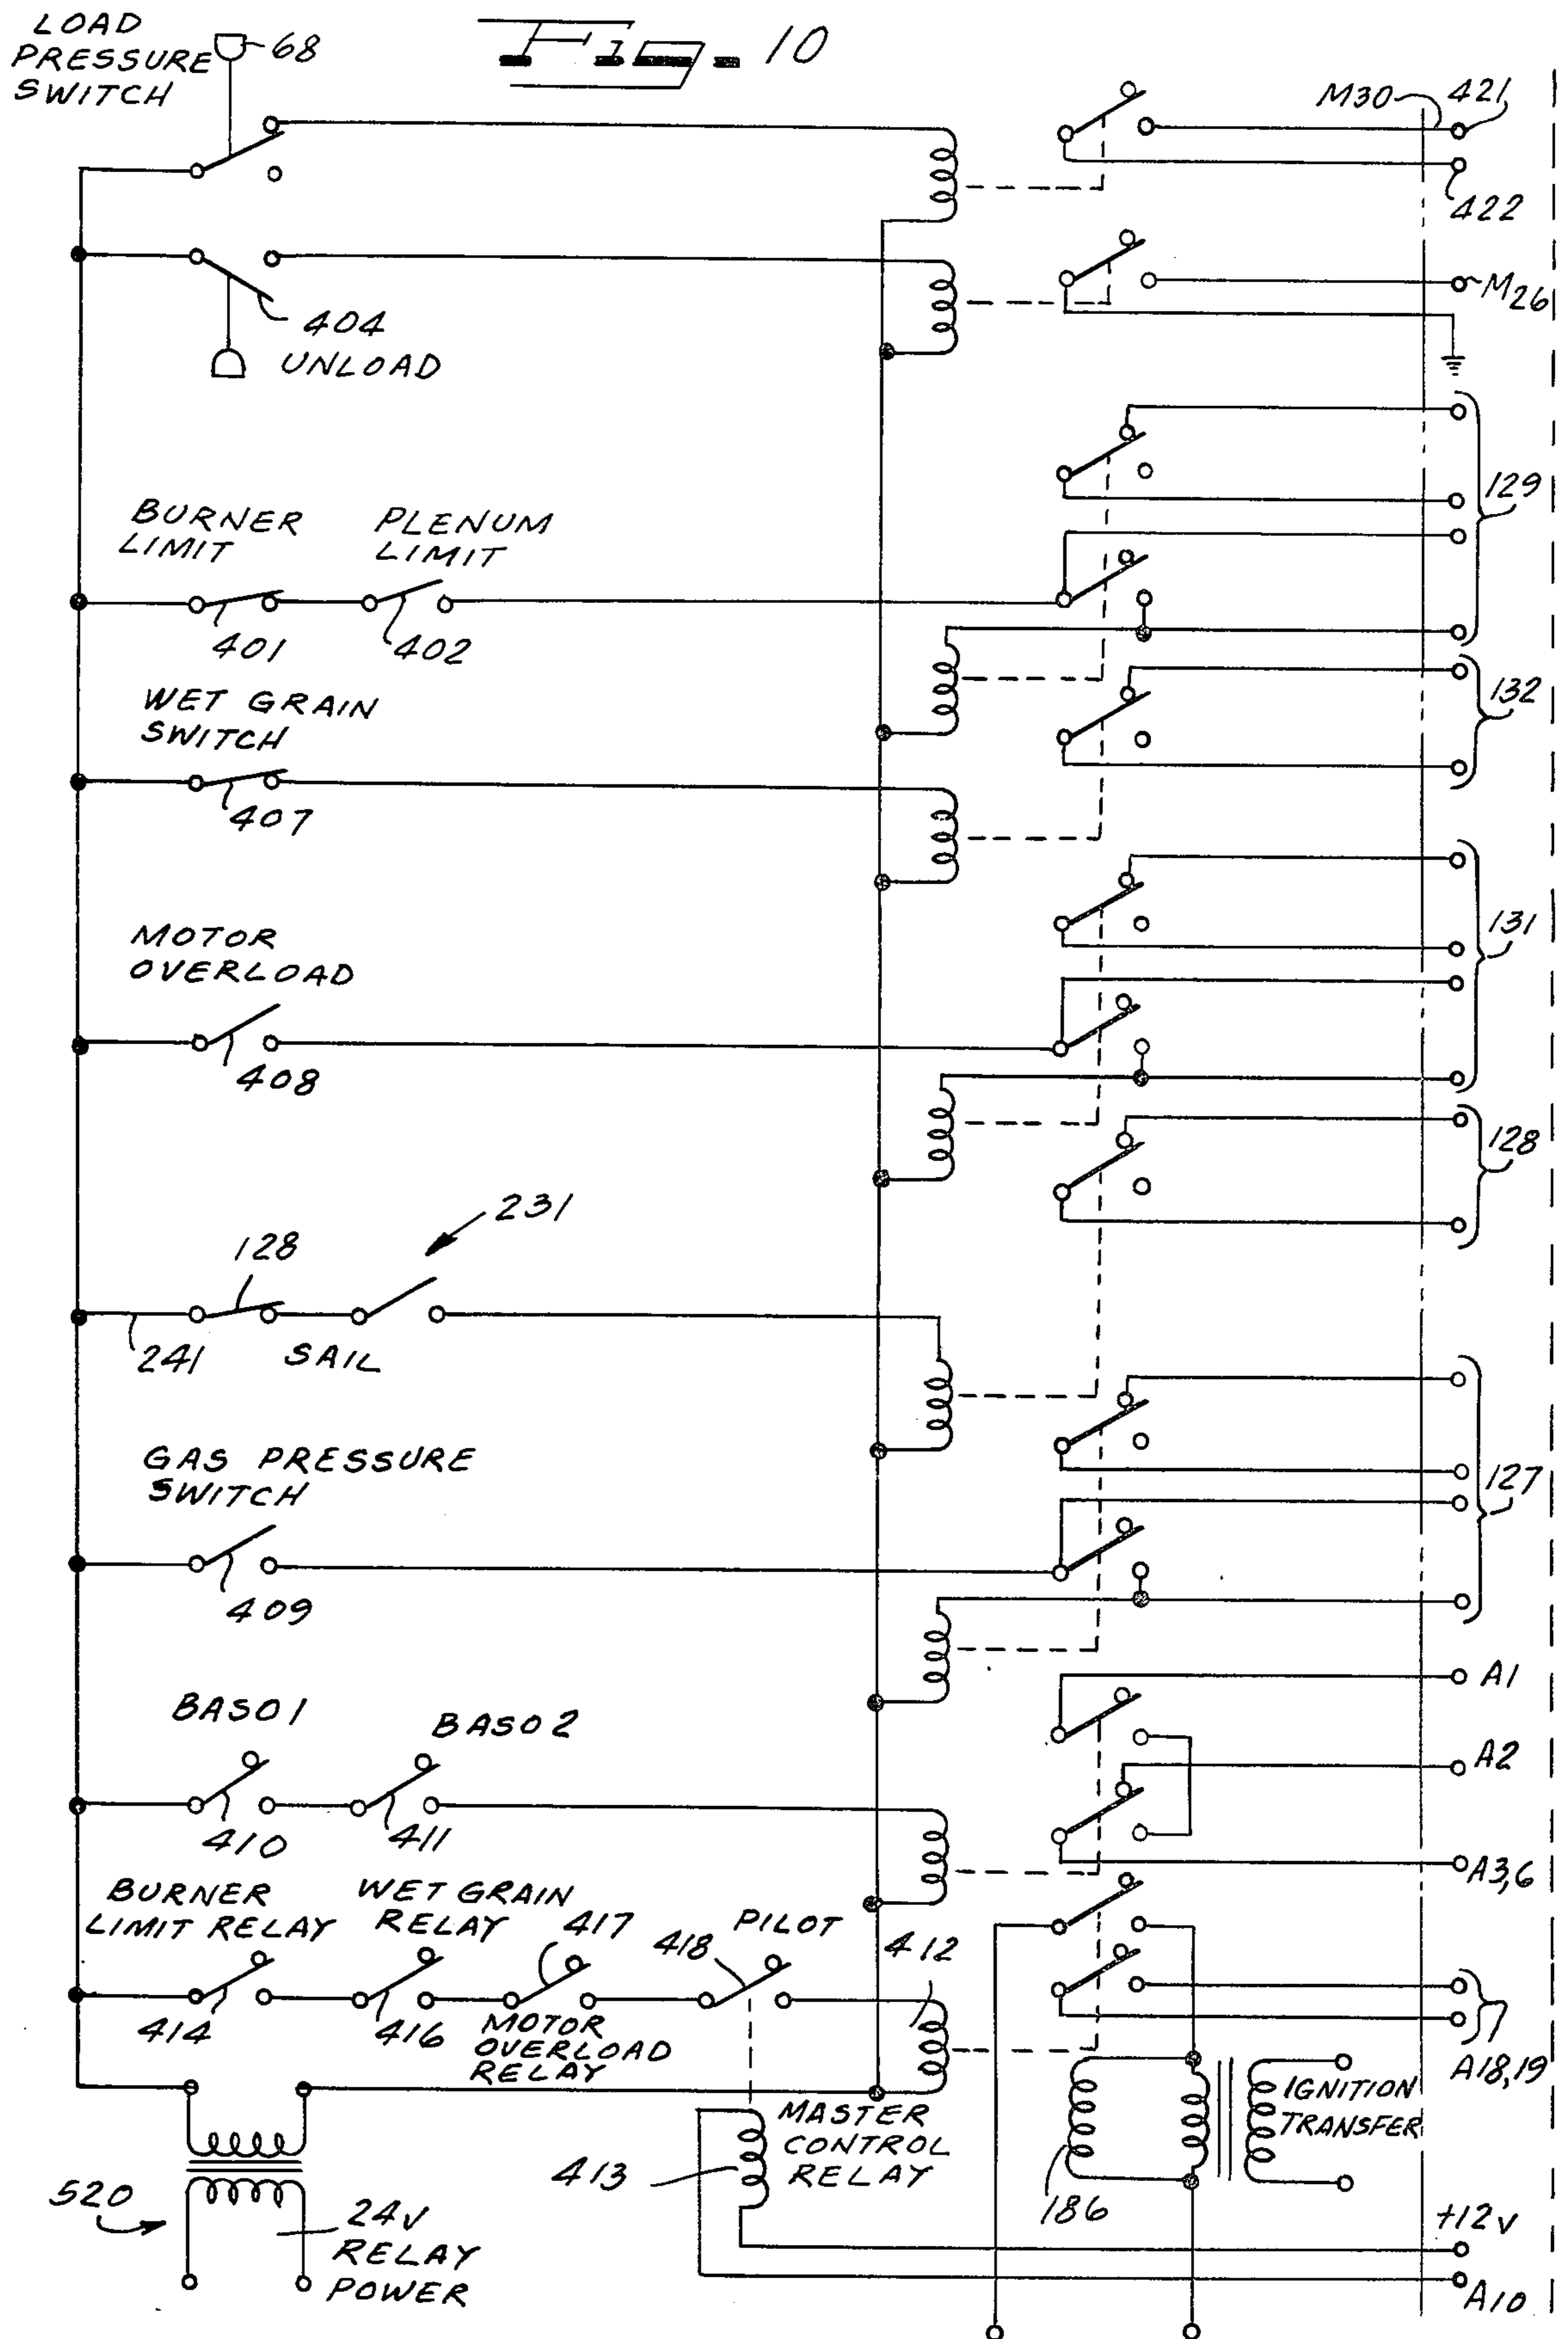 Fig-10
LOAD
PRESSURE
SWITCH
68
M30
421
422
M26
404
UNLOAD
129
BURNER
LIMIT
PLENUM
LIMIT
401
402
WET GRAIN
SWITCH
132
407
131
MOTOR
OVERLOAD
408
128
231
128
241
SAIL
GAS PRESSURE
SWITCH
127
409
A1
BASO1
BASO2
A2
410
411
A3,6
BURNER
LIMIT RELAY
WET GRAIN
RELAY
417
418
PILOT
412
414
416
MOTOR
OVERLOAD
RELAY
7
A18,19
MASTER
CONTROL
RELAY
IGNITION
TRANSFER
413
186
520
24V
RELAY
POWER
+12V
A10